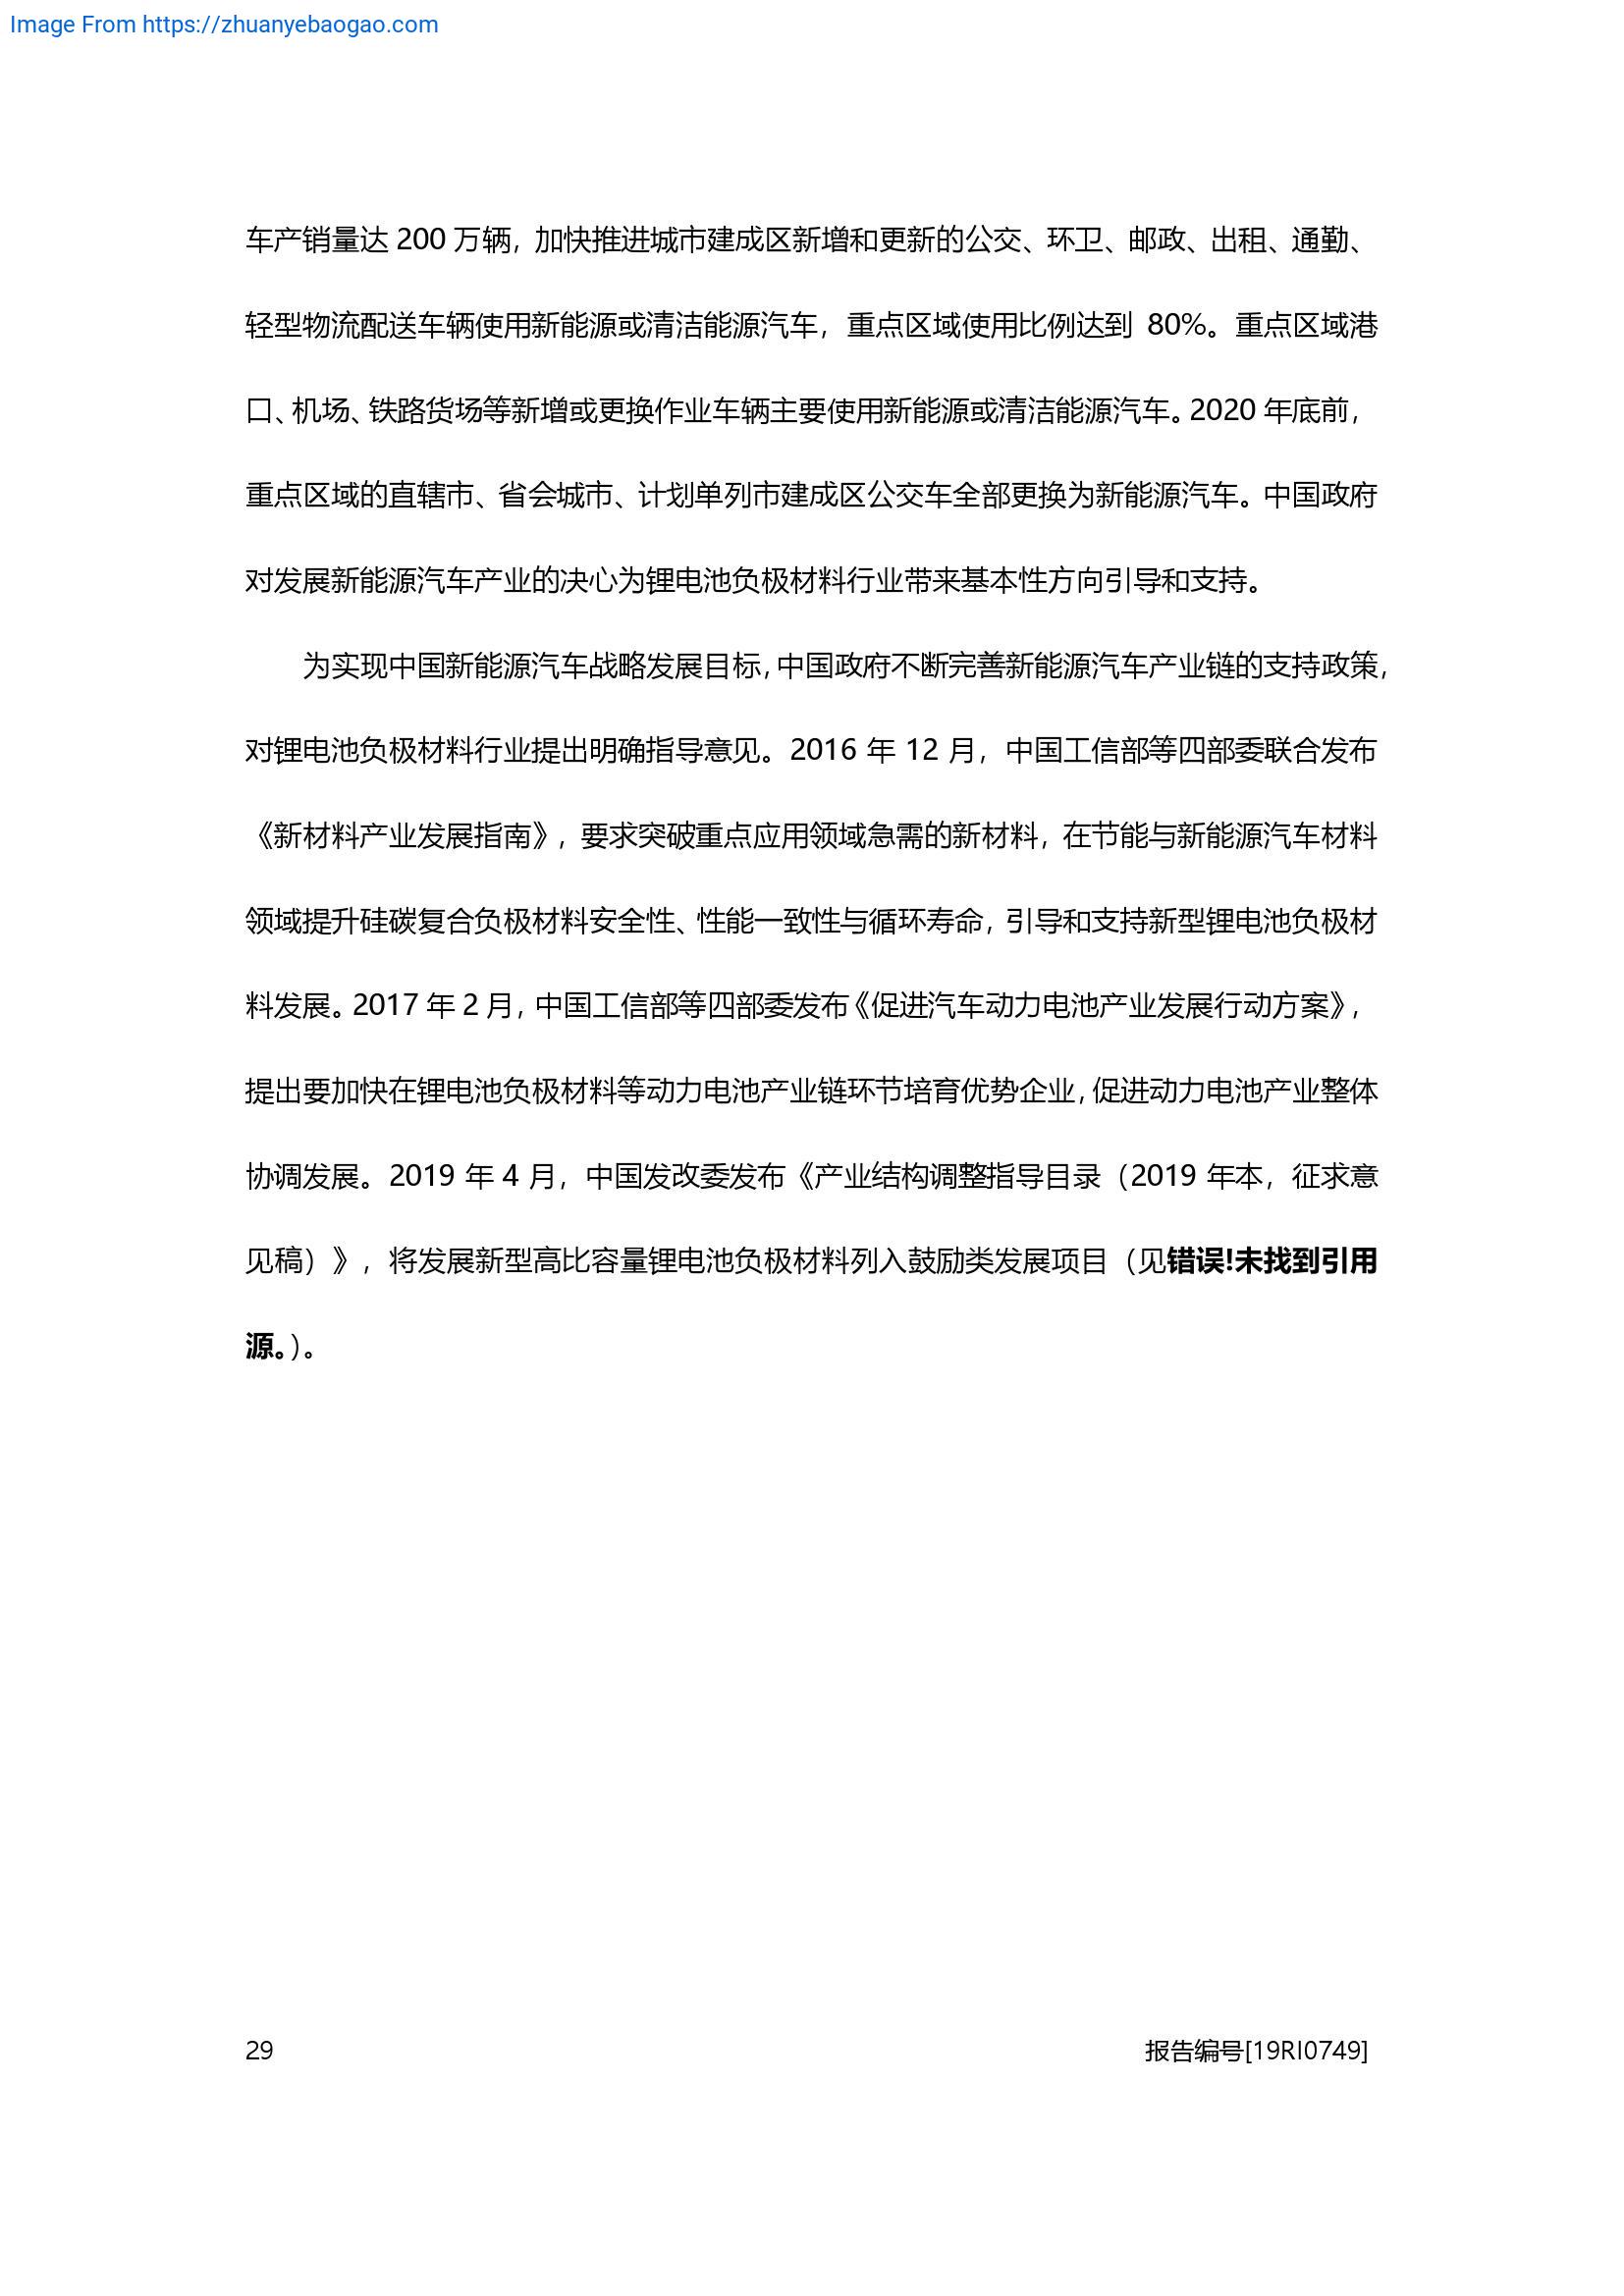 Image From https://zhuanyebaogao.com
车产销量达 200 万辆，加快推进城市建成区新增和更新的公交、环卫、邮政、出租、通勤、
轻型物流配送车辆使用新能源或清洁能源汽车，重点区域使用比例达到 80%。重点区域港
口、机场、铁路货场等新增或更换作业车辆主要使用新能源或清洁能源汽车。2020 年底前，
重点区域的直辖市、省会城市、计划单列市建成区公交车全部更换为新能源汽车。中国政府
对发展新能源汽车产业的决心为锂电池负极材料行业带来基本性方向引导和支持。
为实现中国新能源汽车战略发展目标，中国政府不断完善新能源汽车产业链的支持政策，
对锂电池负极材料行业提出明确指导意见。2016 年 12 月，中国工信部等四部委联合发布
《新材料产业发展指南》，要求突破重点应用领域急需的新材料，在节能与新能源汽车材料
领域提升硅碳复合负极材料安全性、性能一致性与循环寿命，引导和支持新型锂电池负极材
料发展。2017 年 2 月，中国工信部等四部委发布《促进汽车动力电池产业发展行动方案》，
提出要加快在锂电池负极材料等动力电池产业链环节培育优势企业，促进动力电池产业整体
协调发展。2019 年 4 月，中国发改委发布《产业结构调整指导目录（2019 年本，征求意
见稿）》，将发展新型高比容量锂电池负极材料列入鼓励类发展项目（见错误!未找到引用
源。）。
29
报告编号[19RI0749]